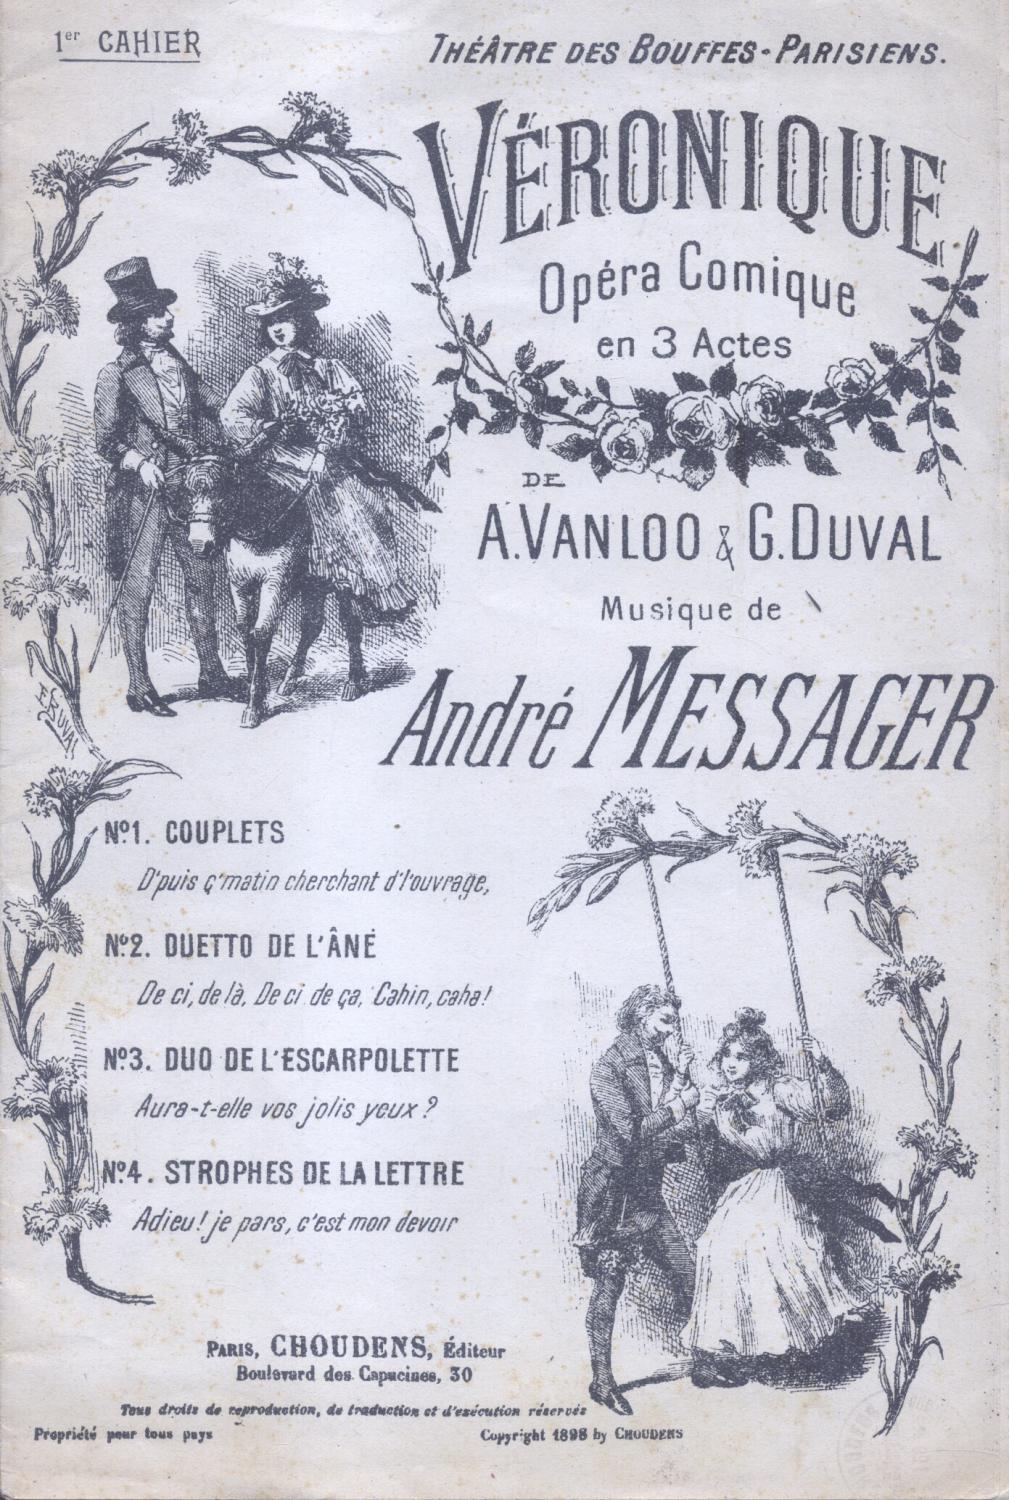 1er CAHIER
THÉÂTRE DES BOUFFES-PARISIENS.
VÉRONIQUE
Opéra Comique
en 3 Actes
DE
A. VANLOO & G. DUVAL
Musique de
André MESSAGER
No1. COUPLETS
D'puis ç'matin cherchant d'l'ouvrage,
No2. DUETTO DE L'ÂNE
De ci, de là, De ci de ça, Cahin, caha!
No3. DUO DE L'ESCARPOLETTE
Aura-t-elle vos jolis yeux ?
No4. STROPHES DE LA LETTRE
Adieu! je pars, c'est mon devoir
PARIS, CHOUDENS, Éditeur
Boulevard des Capucines, 30
Tous droits de reproduction, de traduction et d'exécution réservés
Propriété pour tous pays
Copyright 1898 by CHOUDENS